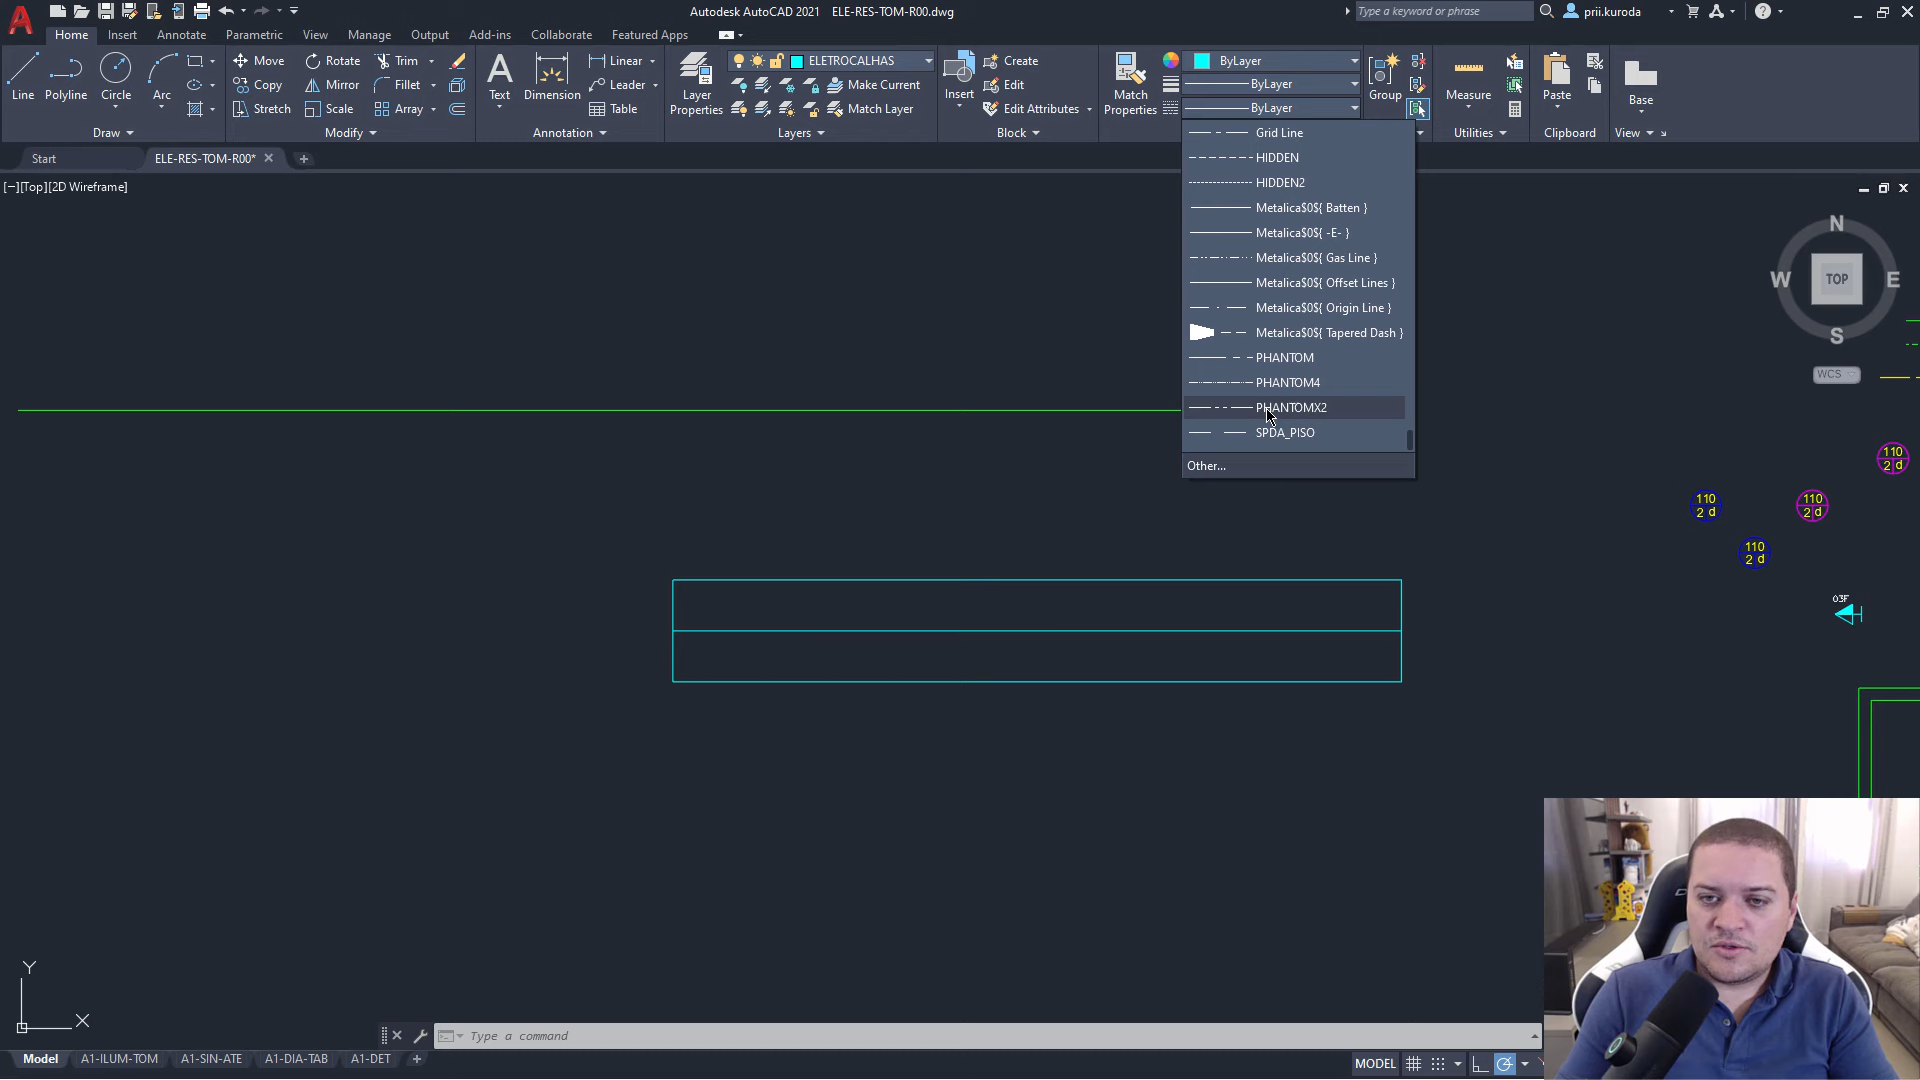 Autodesk AutoCAD 2021 ELE-RES-TOM-R00.dwg
Type a keyword or phrase
prii.kuroda
Home Insert Annotate Parametric View Manage Output Add-ins Collaborate Featured Apps
Line Polyline Circle Arc
Move Rotate Trim
Copy Mirror Fillet
Stretch Scale Array
Text Dimension
Linear
Leader
Table
Layer Properties
ELETROCALHAS
Make Current
Match Layer
Insert
Create
Edit
Edit Attributes
Match Properties
ByLayer
ByLayer
ByLayer
Group
Measure
Paste
Base
Draw Modify Annotation Layers Block Utilities Clipboard View
Start ELE-RES-TOM-R00*
[−][Top][2D Wireframe]
Grid Line
HIDDEN
HIDDEN2
Metalica$0${ Batten }
Metalica$0${ -E- }
Metalica$0${ Gas Line }
Metalica$0${ Offset Lines }
Metalica$0${ Origin Line }
Metalica$0${ Tapered Dash }
PHANTOM
PHANTOM4
PHANTOMX2
SPDA_PISO
Other...
N
W TOP E
S
WCS
110
2 d
110
2 d
110
2 d
110
2 d
03F
Y
X
Type a command
Model A1-ILUM-TOM A1-SIN-ATE A1-DIA-TAB A1-DET
MODEL